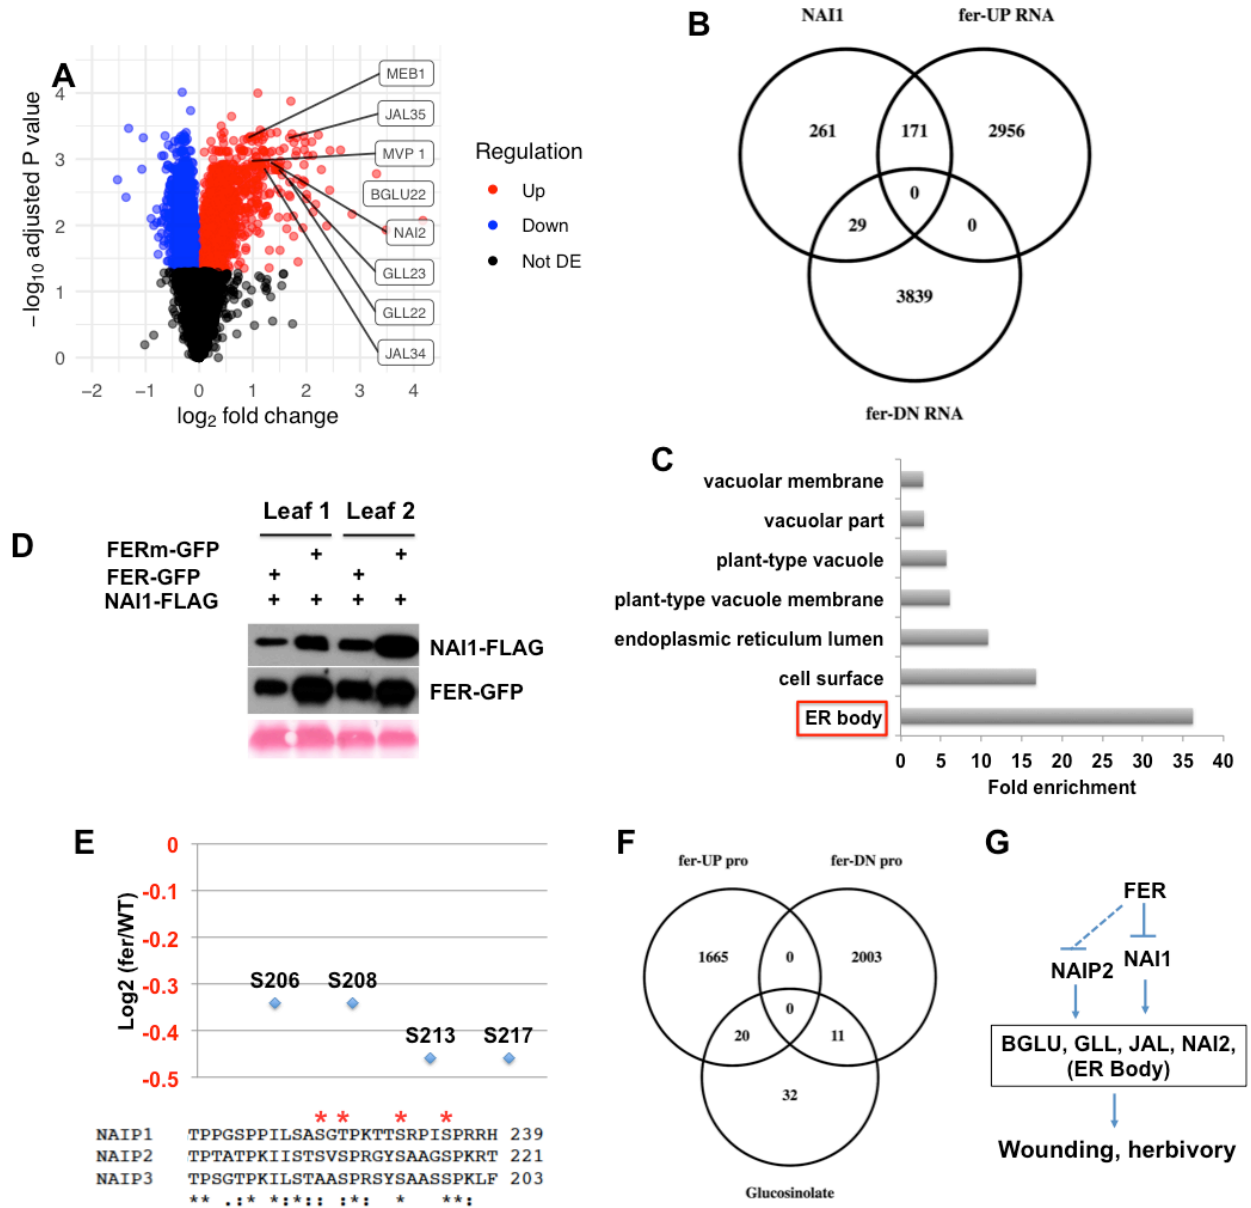 A
4
3
2
1
0
−2
−1
0
1
2
3
4
−log10 adjusted P value
log2 fold change
MEB1
JAL35
MVP 1
BGLU22
NAI2
GLL23
GLL22
JAL34
Regulation
Up
Down
Not DE
B
NAI1
fer-UP RNA
261
171
2956
0
29
0
3839
fer-DN RNA
C
vacuolar membrane
vacuolar part
plant-type vacuole
plant-type vacuole membrane
endoplasmic reticulum lumen
cell surface
ER body
0 5 10 15 20 25 30 35 40
Fold enrichment
D
Leaf 1 Leaf 2
FERm-GFP + +
FER-GFP + +
NAI1-FLAG + + + +
NAI1-FLAG
FER-GFP
E
0
-0.1
-0.2
-0.3
-0.4
-0.5
Log2 (fer/WT)
S206 S208
S213 S217
* * * *
NAIP1 TPPGSPPILSASGTPKTTSRPISPRRH 239
NAIP2 TPTATPKIISTSVSPRGYSAAGSPKRT 221
NAIP3 TPSGTPKILSTAASPRSYSAASSPKLF 203
** .:* *:*:: :*: * **:
F
fer-UP pro
fer-DN pro
1665
0
2003
0
20
11
32
Glucosinolate
G
FER
NAIP2 NAI1
BGLU, GLL, JAL, NAI2,
(ER Body)
Wounding, herbivory